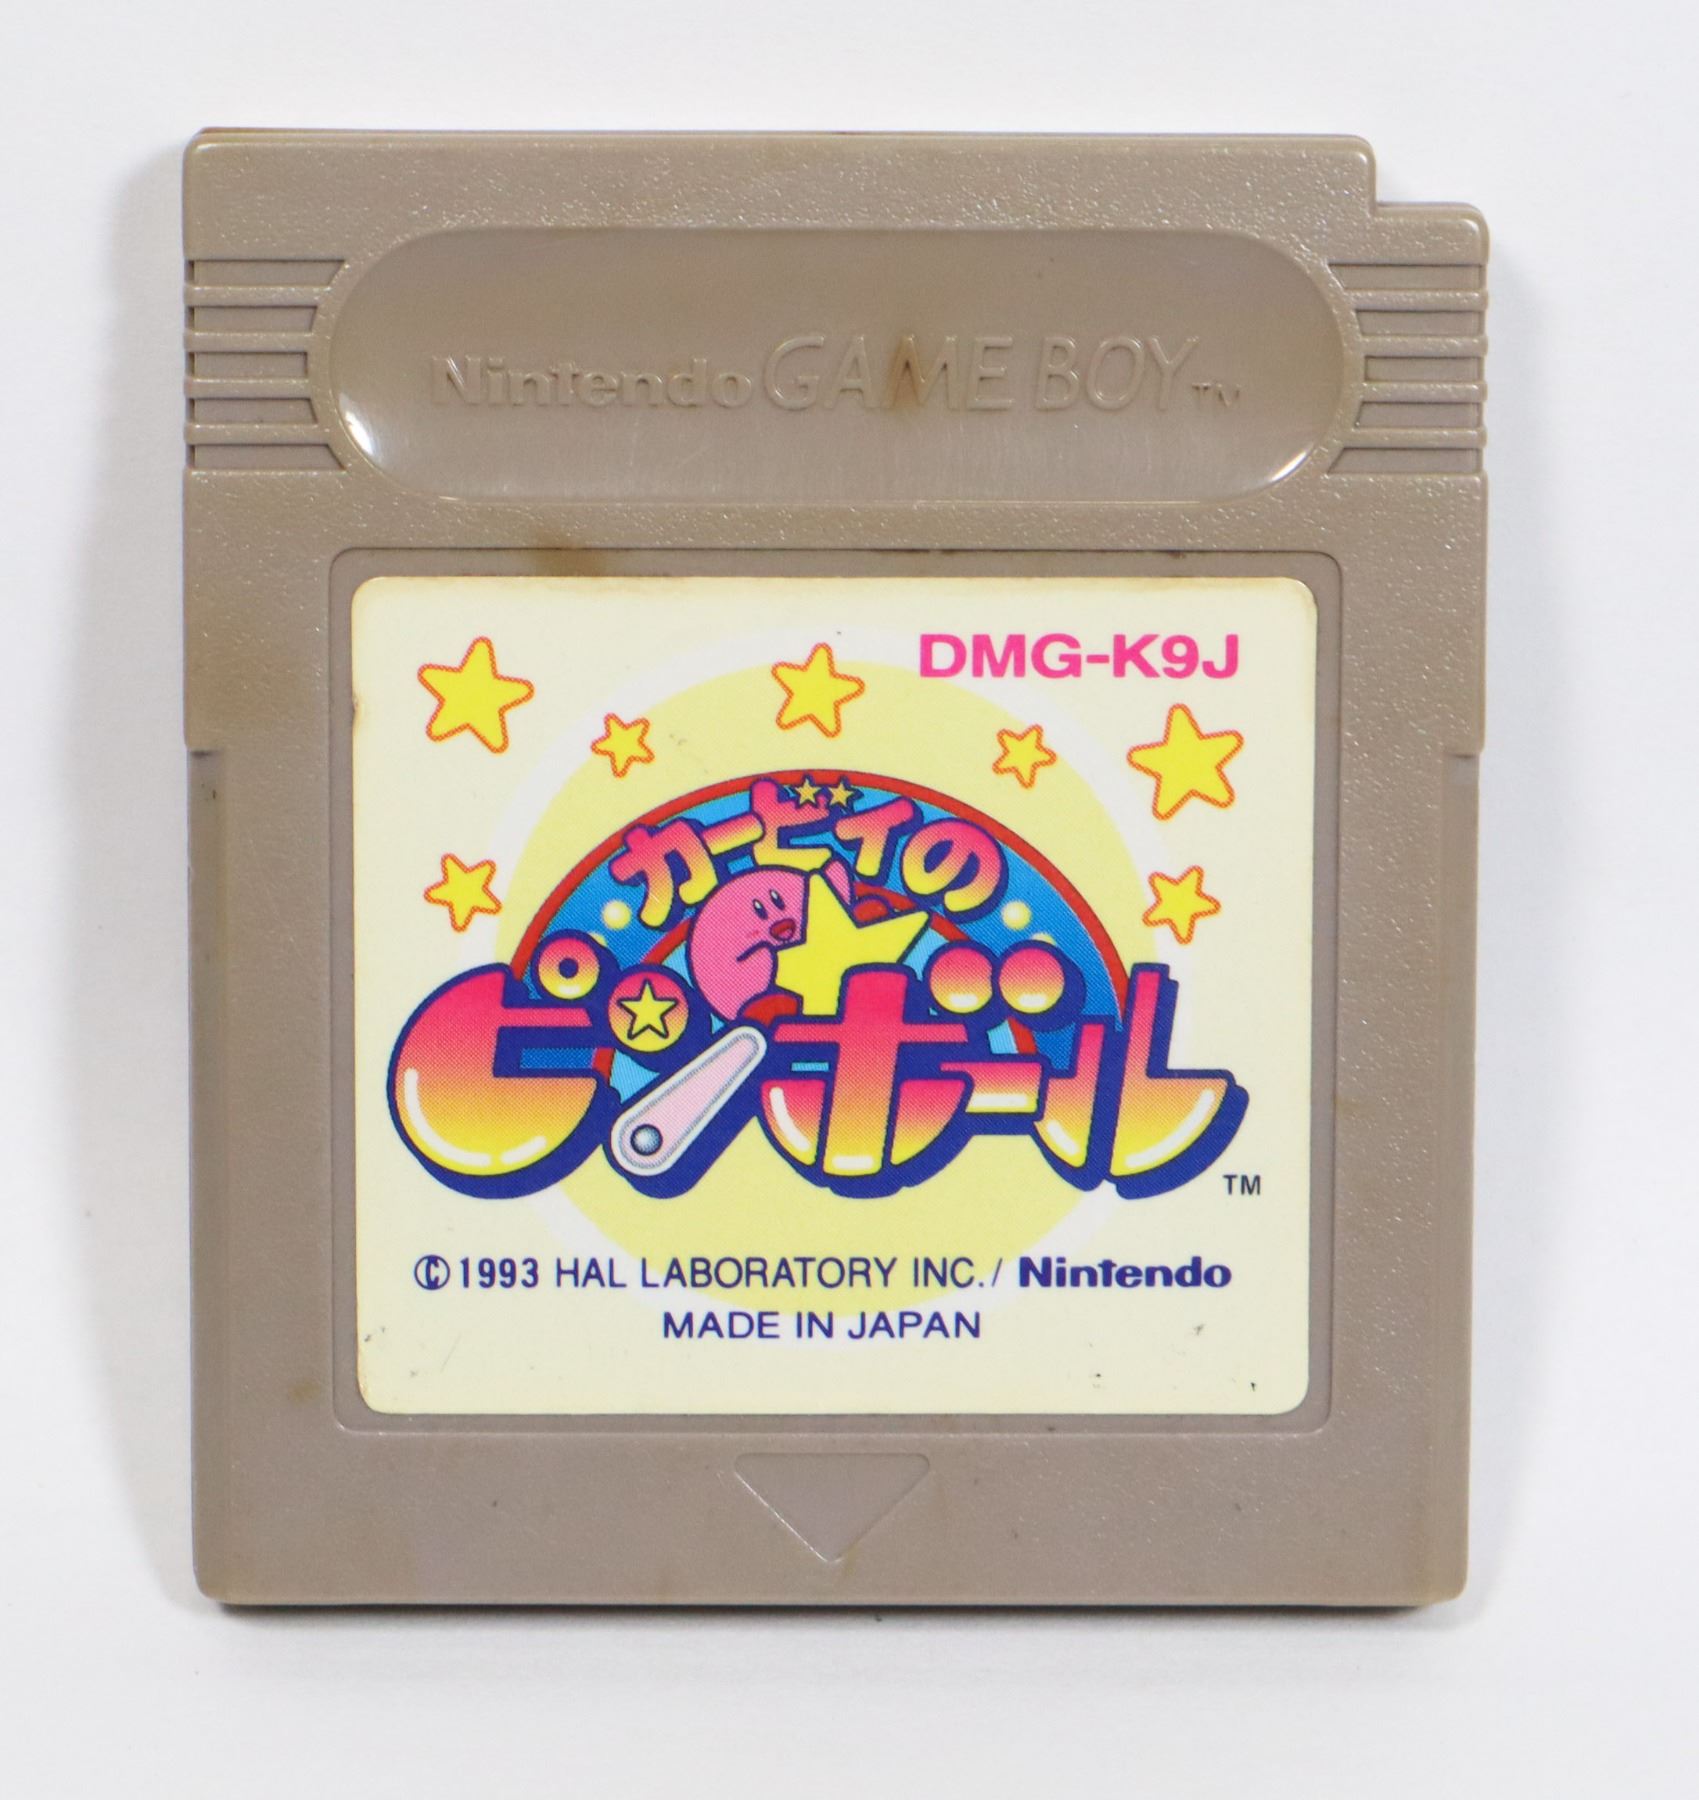 Nintendo GAME BOY™
DMG-K9J
カービィの
ピンボール
™
©1993 HAL LABORATORY INC./Nintendo
MADE IN JAPAN